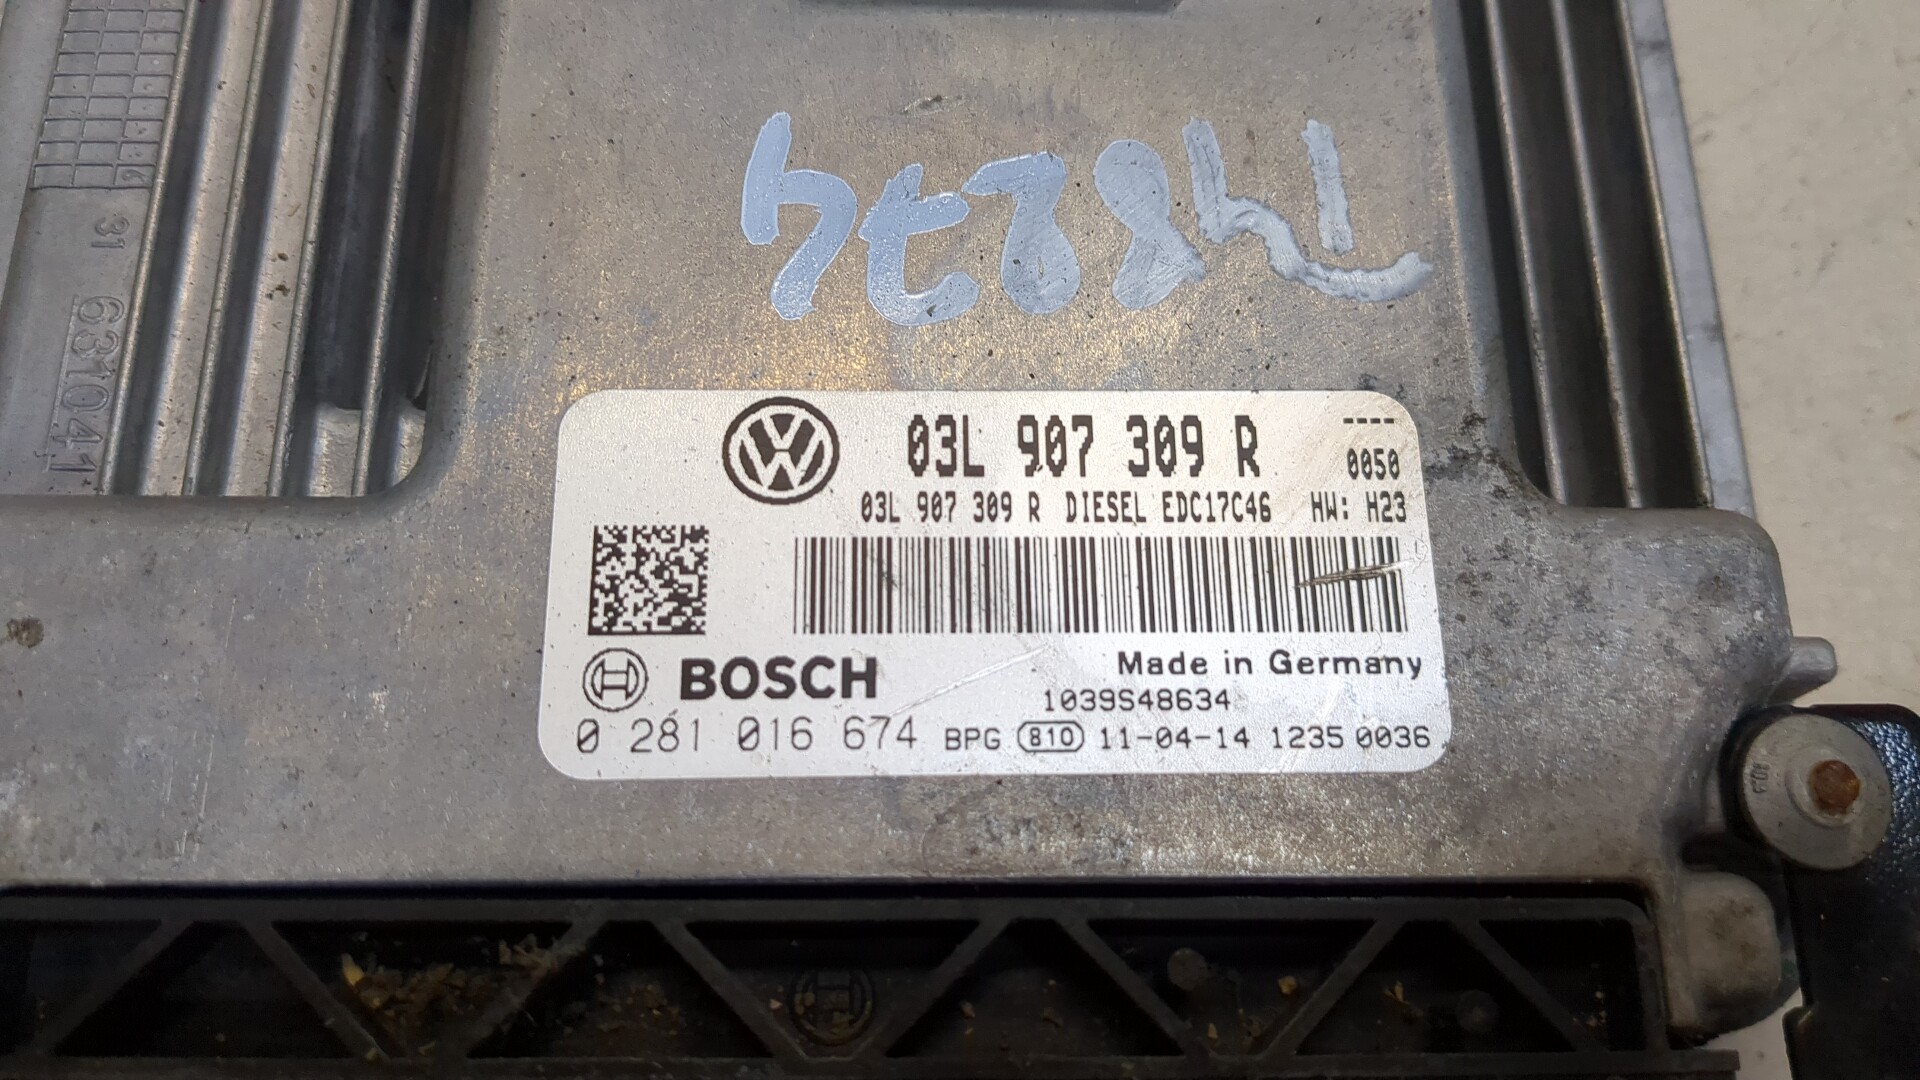 31
631041
03L 907 309 R
----
0050
03L 907 309 R DIESEL EDC17C46 HW: H23
BOSCH
Made in Germany
1039S48634
0 281 016 674 BPG 810 11-04-14 1235 0036